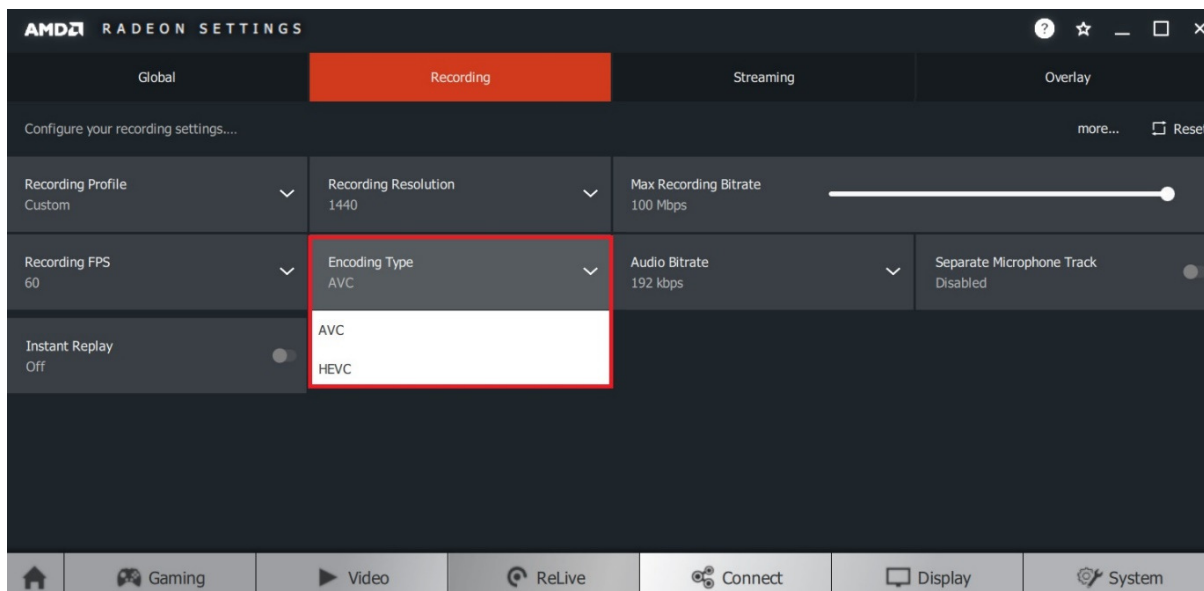 AMD RADEON SETTINGS
Global Recording Streaming Overlay
Configure your recording settings.... more... Reset
Recording Profile
Custom
Recording Resolution
1440
Max Recording Bitrate
100 Mbps
Recording FPS
60
Encoding Type
AVC
Audio Bitrate
192 kbps
Separate Microphone Track
Disabled
AVC
HEVC
Instant Replay
Off
Gaming Video ReLive Connect Display System